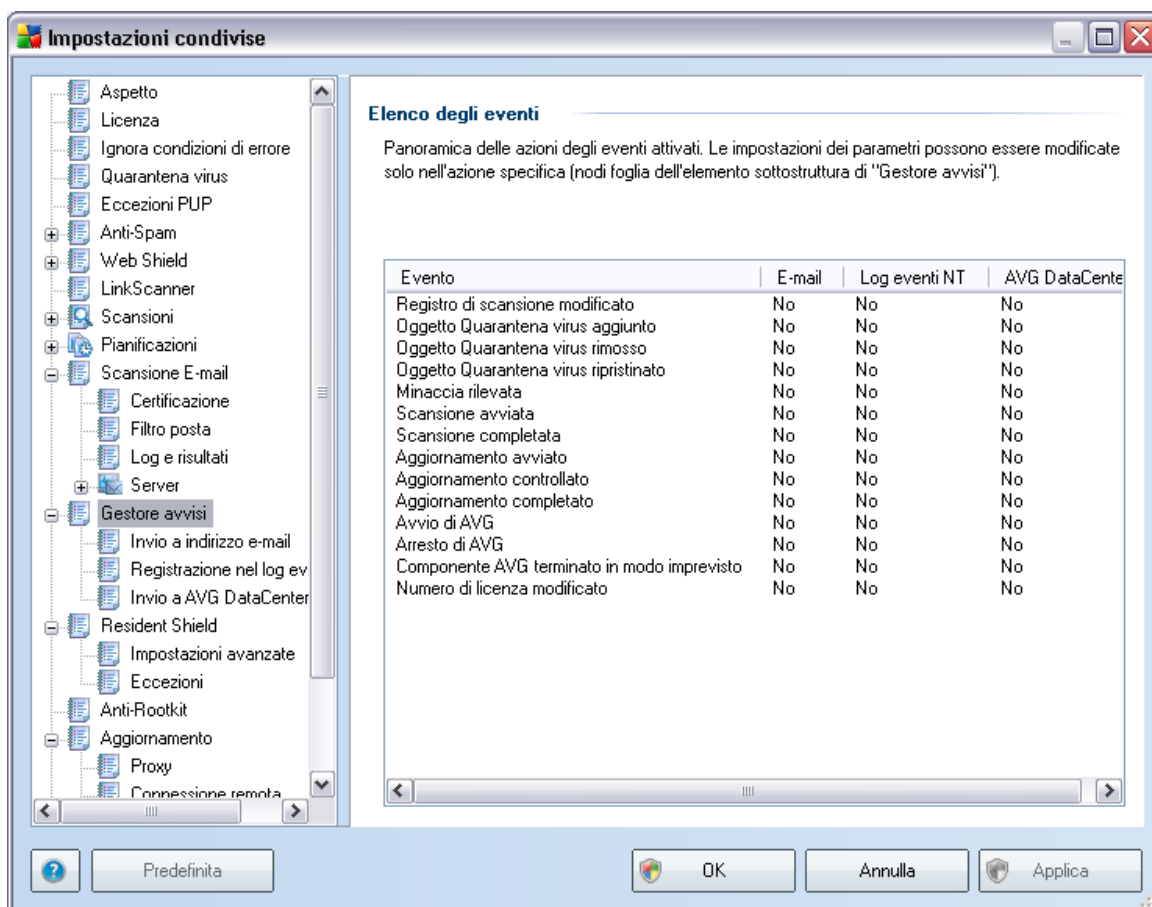 Impostazioni condivise
Aspetto
Licenza
Ignora condizioni di errore
Quarantena virus
Eccezioni PUP
Anti-Spam
Web Shield
LinkScanner
Scansioni
Pianificazioni
Scansione E-mail
Certificazione
Filtro posta
Log e risultati
Server
Gestore avvisi
Invio a indirizzo e-mail
Registrazione nel log ev
Invio a AVG DataCenter
Resident Shield
Impostazioni avanzate
Eccezioni
Anti-Rootkit
Aggiornamento
Proxy
Connessione remota
Elenco degli eventi
Panoramica delle azioni degli eventi attivati. Le impostazioni dei parametri possono essere modificate
solo nell'azione specifica (nodi foglia dell'elemento sottostruttura di "Gestore avvisi").
Evento E-mail Log eventi NT AVG DataCente
Registro di scansione modificato No No No
Oggetto Quarantena virus aggiunto No No No
Oggetto Quarantena virus rimosso No No No
Oggetto Quarantena virus ripristinato No No No
Minaccia rilevata No No No
Scansione avviata No No No
Scansione completata No No No
Aggiornamento avviato No No No
Aggiornamento controllato No No No
Aggiornamento completato No No No
Avvio di AVG No No No
Arresto di AVG No No No
Componente AVG terminato in modo imprevisto No No No
Numero di licenza modificato No No No
Predefinita
OK
Annulla
Applica